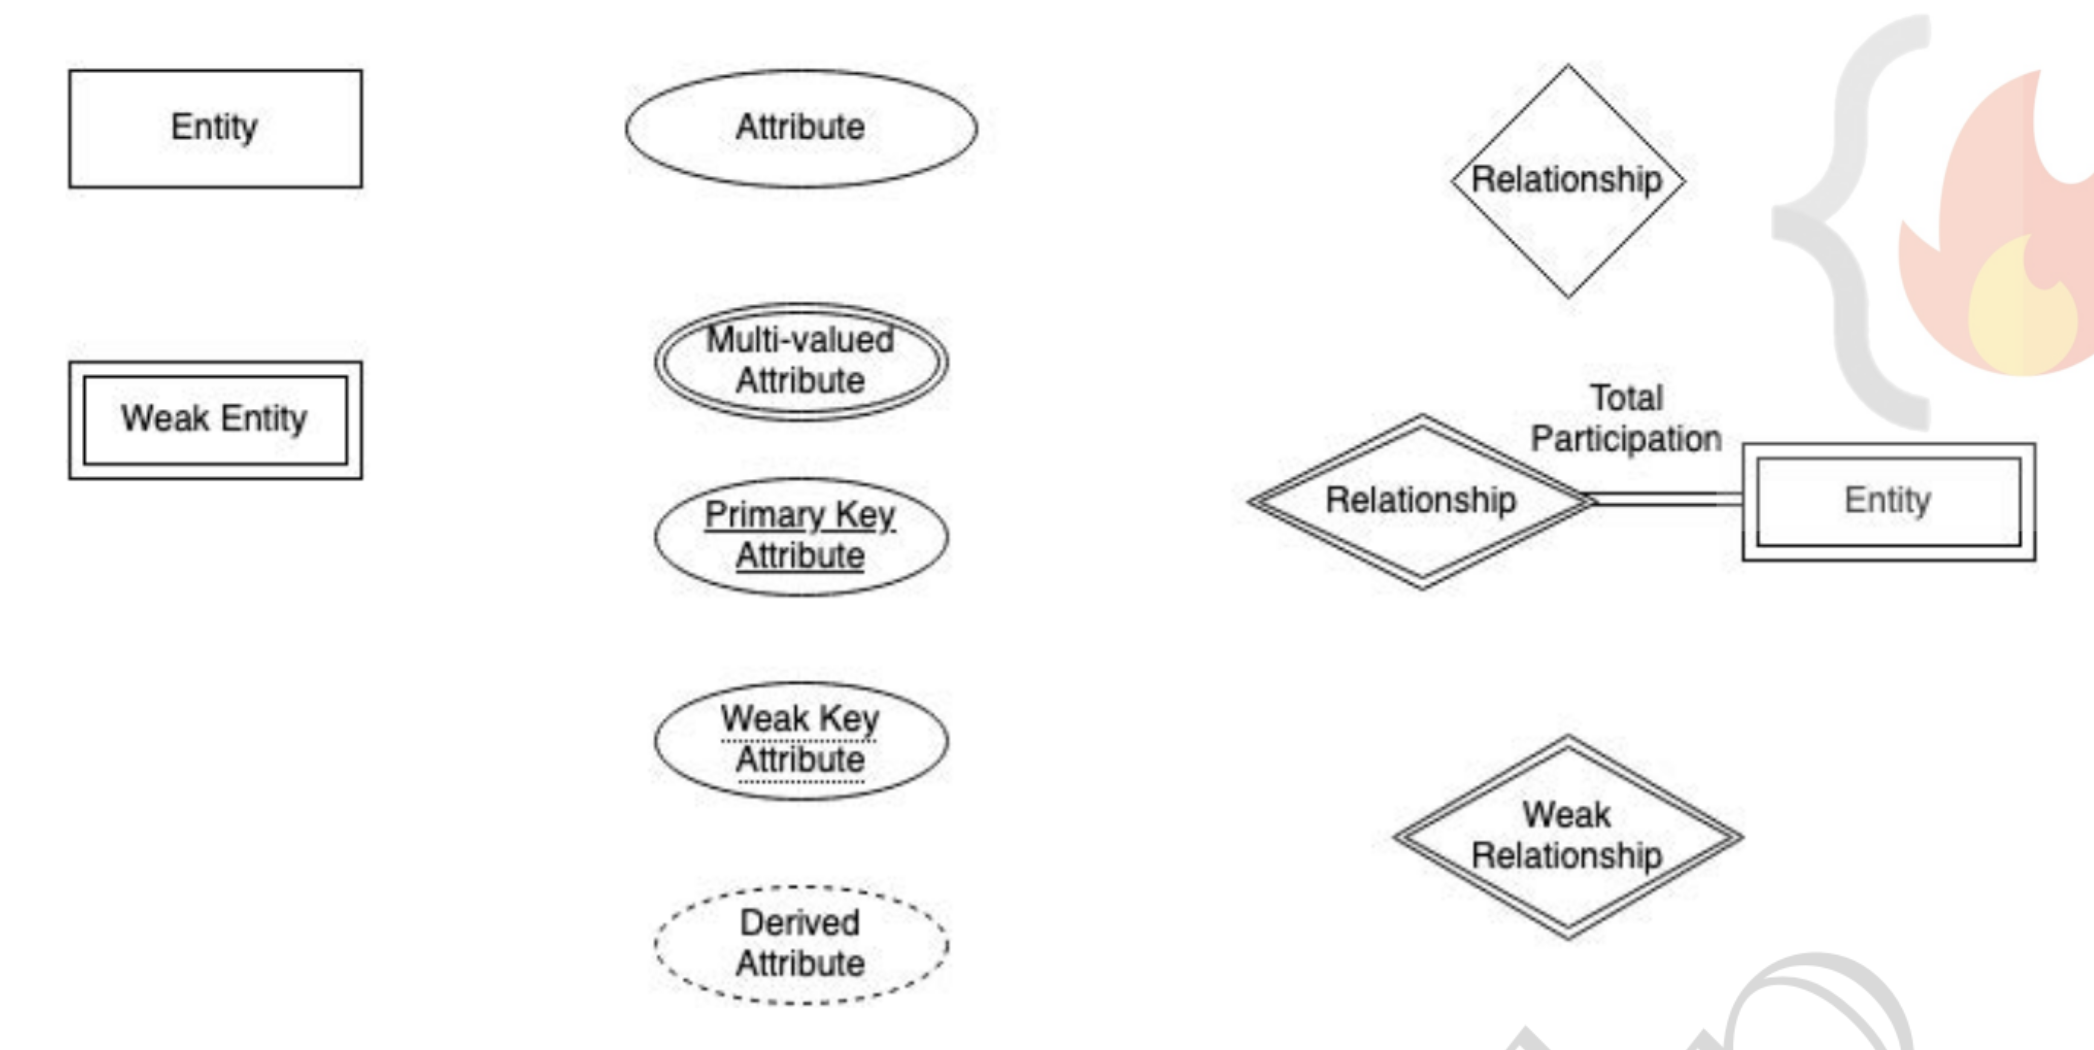 Entity
Weak Entity
Attribute
Multi-valued
Attribute
Primary Key
Attribute
Weak Key
Attribute
Derived
Attribute
Relationship
Total
Participation
Relationship
Entity
Weak
Relationship